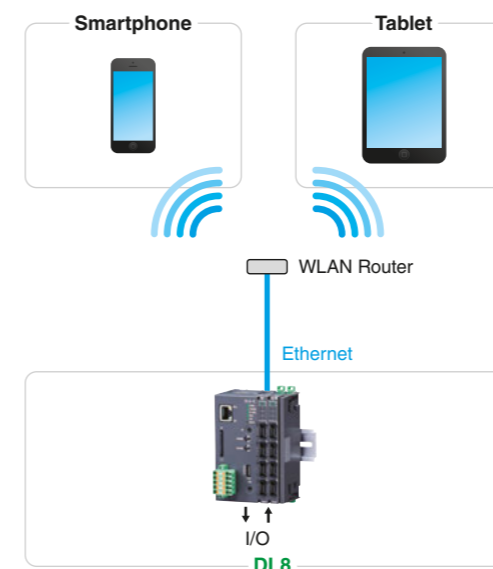 Smartphone
Tablet
WLAN Router
Ethernet
I/O
DL8